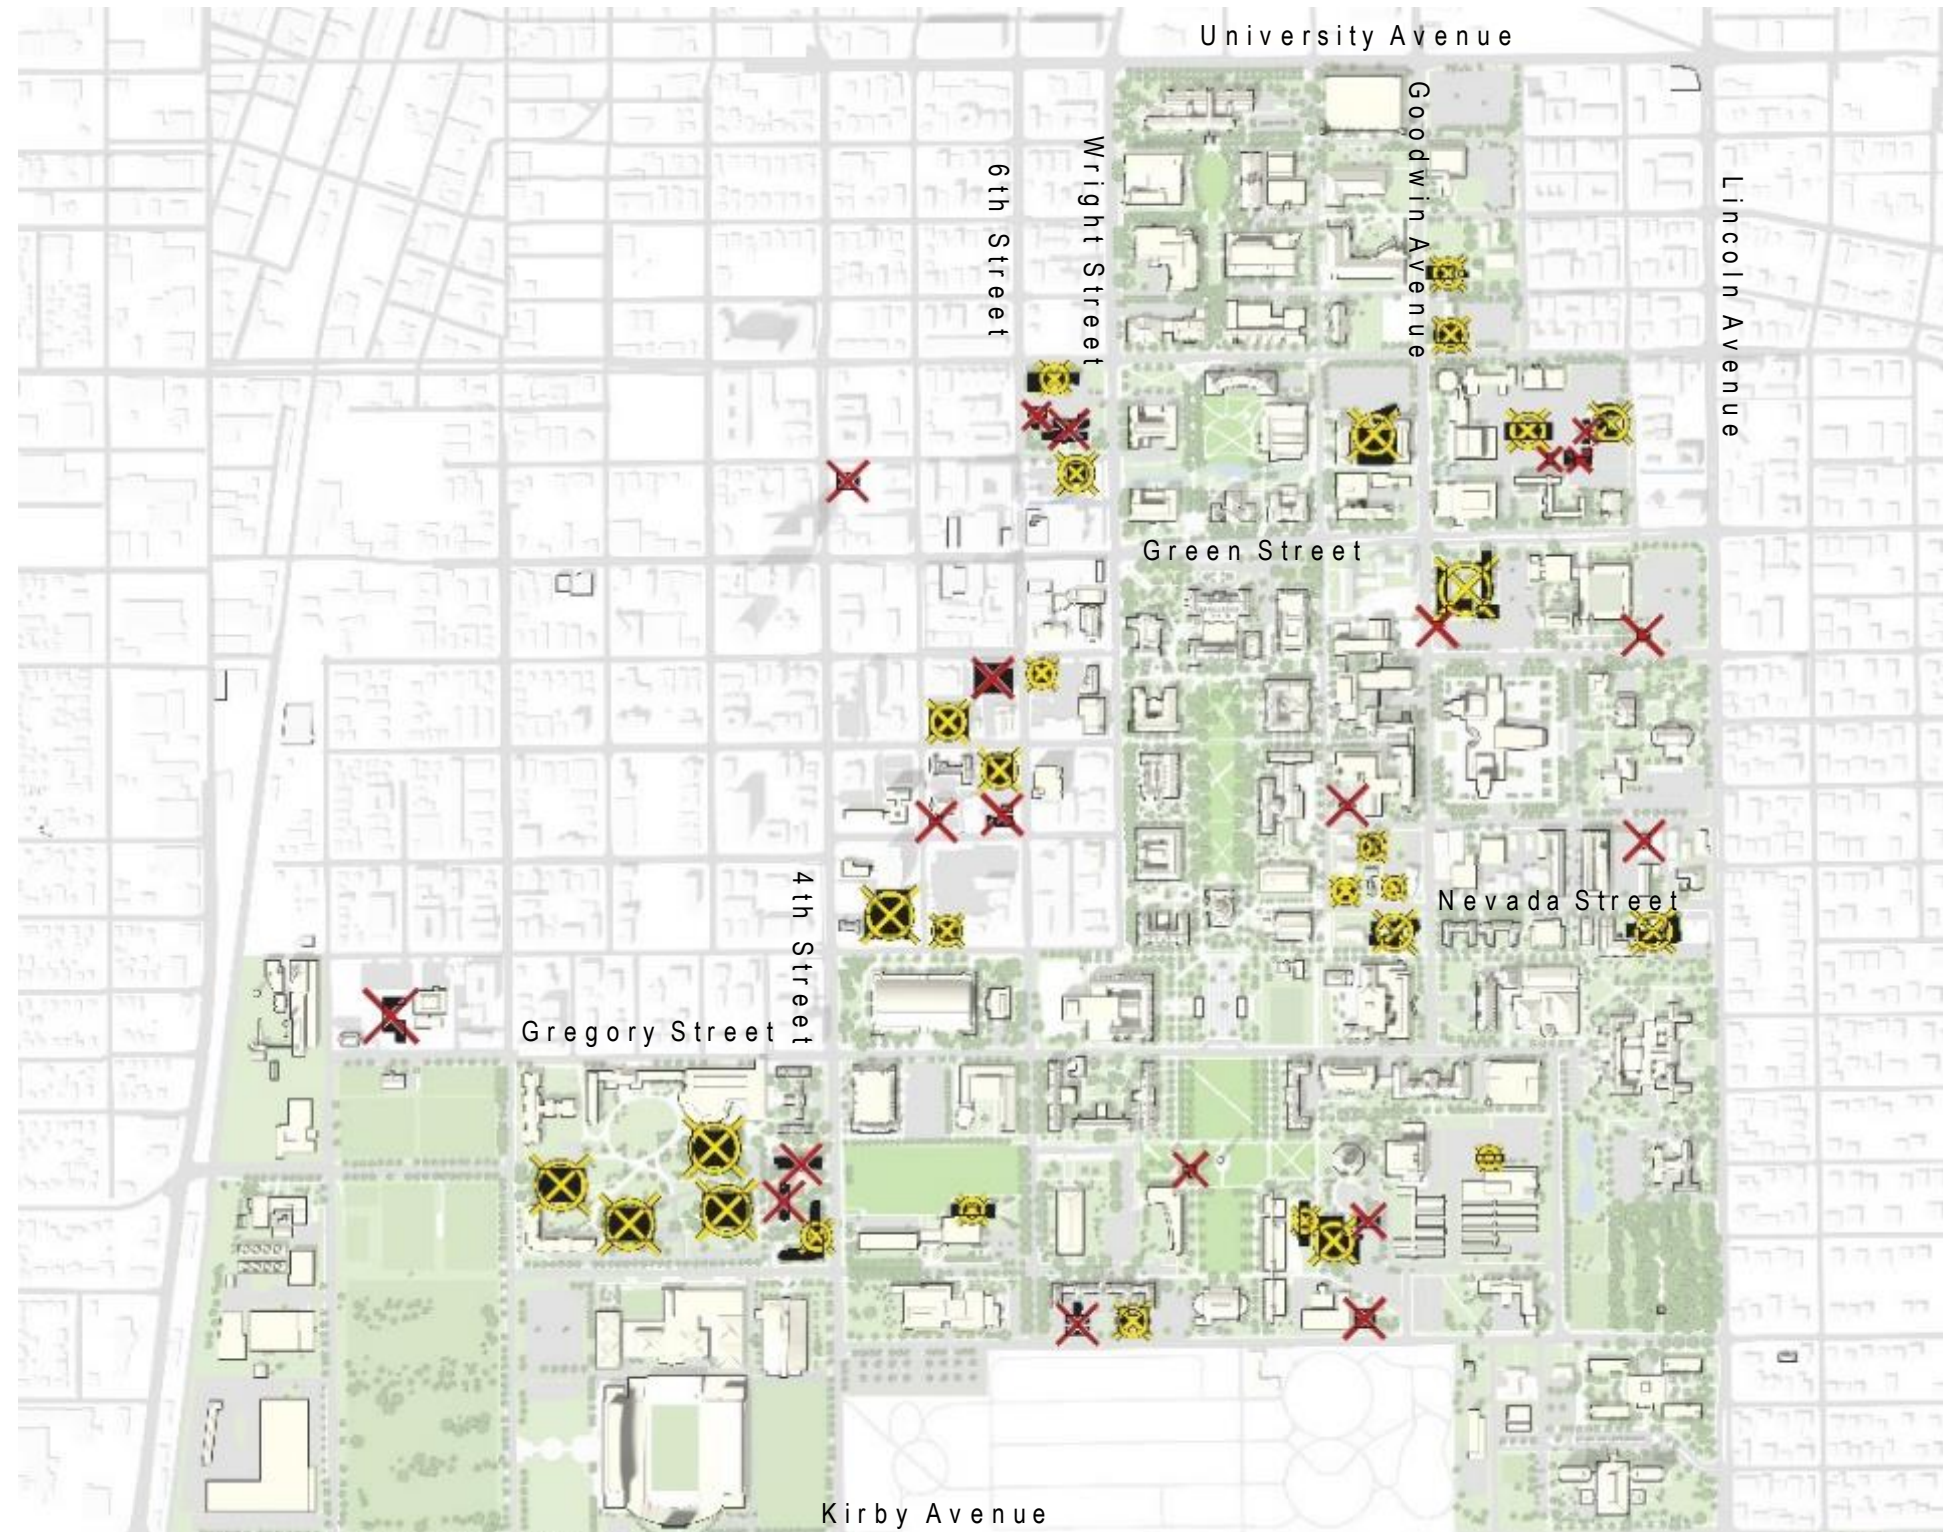 University Avenue
Goodwin Avenue
Wright Street
6th Street
Lincoln Avenue
Green Street
4th Street
Nevada Street
Gregory Street
Kirby Avenue